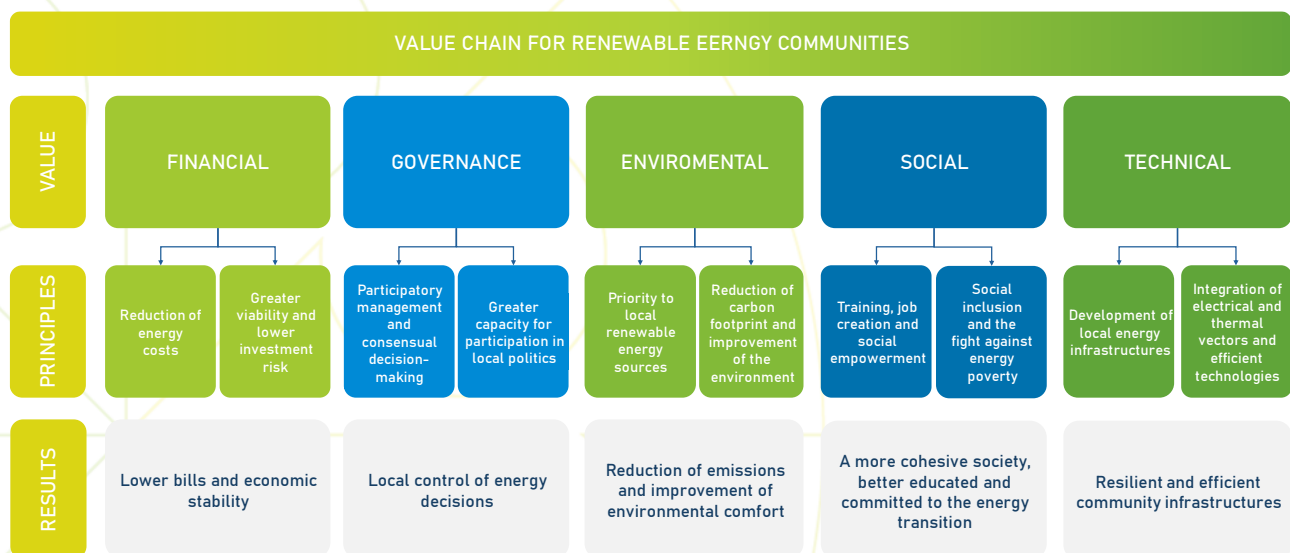 VALUE CHAIN FOR RENEWABLE EERNGY COMMUNITIES
VALUE
FINANCIAL
GOVERNANCE
ENVIROMENTAL
SOCIAL
TECHNICAL
PRINCIPLES
Reduction of
energy
costs
Greater
viability and
lower
investment
risk
Participatory
management
and
consensual
decision-
making
Greater
capacity for
participation in
local politics
Priority to
local
renewable
energy
sources
Reduction of
carbon
footprint and
improvement
of the
environment
Training, job
creation and
social
empowerment
Social
inclusion
and the
fight against
energy
poverty
Development of
local energy
infrastructures
Integration of
electrical and
thermal
vectors and
efficient
technologies
RESULTS
Lower bills and economic
stability
Local control of energy
decisions
Reduction of emissions
and improvement of
environmental comfort
A more cohesive society,
better educated and
committed to the energy
transition
Resilient and efficient
community infrastructures